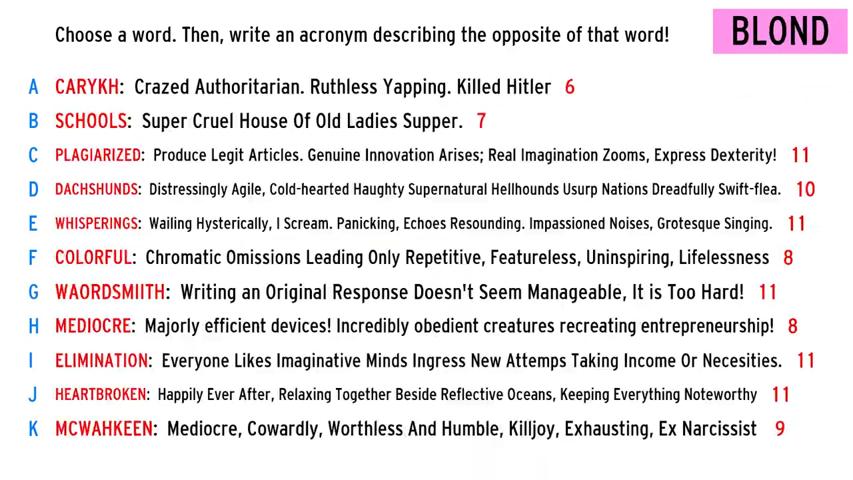 Choose a word. Then, write an acronym describing the opposite of that word!
BLOND
A CARYKH: Crazed Authoritarian. Ruthless Yapping. Killed Hitler 6
B SCHOOLS: Super Cruel House Of Old Ladies Supper. 7
C PLAGIARIZED: Produce Legit Articles. Genuine Innovation Arises; Real Imagination Zooms, Express Dexterity! 11
D DACHSHUNDS: Distressingly Agile, Cold-hearted Haughty Supernatural Hellhounds Usurp Nations Dreadfully Swift-flea. 10
E WHISPERINGS: Wailing Hysterically, I Scream. Panicking, Echoes Resounding. Impassioned Noises, Grotesque Singing. 11
F COLORFUL: Chromatic Omissions Leading Only Repetitive, Featureless, Uninspiring, Lifelessness 8
G WAORDSMIITH: Writing an Original Response Doesn't Seem Manageable, It is Too Hard! 11
H MEDIOCRE: Majorly efficient devices! Incredibly obedient creatures recreating entrepreneurship! 8
I ELIMINATION: Everyone Likes Imaginative Minds Ingress New Attemps Taking Income Or Necesities. 11
J HEARTBROKEN: Happily Ever After, Relaxing Together Beside Reflective Oceans, Keeping Everything Noteworthy 11
K MCWAHKEEN: Mediocre, Cowardly, Worthless And Humble, Killjoy, Exhausting, Ex Narcissist 9